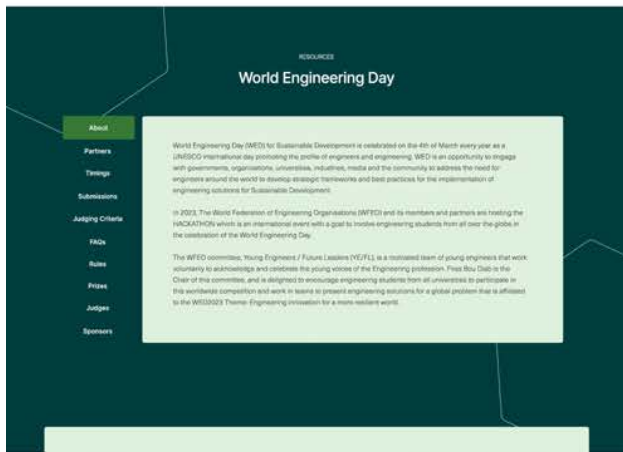 RESOURCES
World Engineering Day
About
Partners
Timings
Submissions
Judging Criteria
FAQs
Rules
Prizes
Judges
Sponsors
World Engineering Day (WED) for Sustainable Development is celebrated on the 4th of March every year as a
UNESCO international day promoting the profile of engineers and engineering. WED is an opportunity to engage
with governments, organisations, universities, industries, media and the community to address the need for
engineers around the world to develop strategic frameworks and best practices for the implementation of
engineering solutions for Sustainable Development.
In 2023, The World Federation of Engineering Organisations (WFEO) and its members and partners are hosting the
HACKATHON which is an international event with a goal to involve engineering students from all over the globe in
the celebration of the World Engineering Day.
The WFEO committee, Young Engineers / Future Leaders (YE/FL), is a motivated team of young engineers that work
voluntarily to acknowledge and celebrate the young voices of the Engineering profession. Firas Bou Diab is the
Chair of this committee, and is delighted to encourage engineering students from all universities to participate in
this worldwide competition and work in teams to present engineering solutions for a global problem that is affiliated
to the WED2023 Theme: Engineering innovation for a more resilient world.